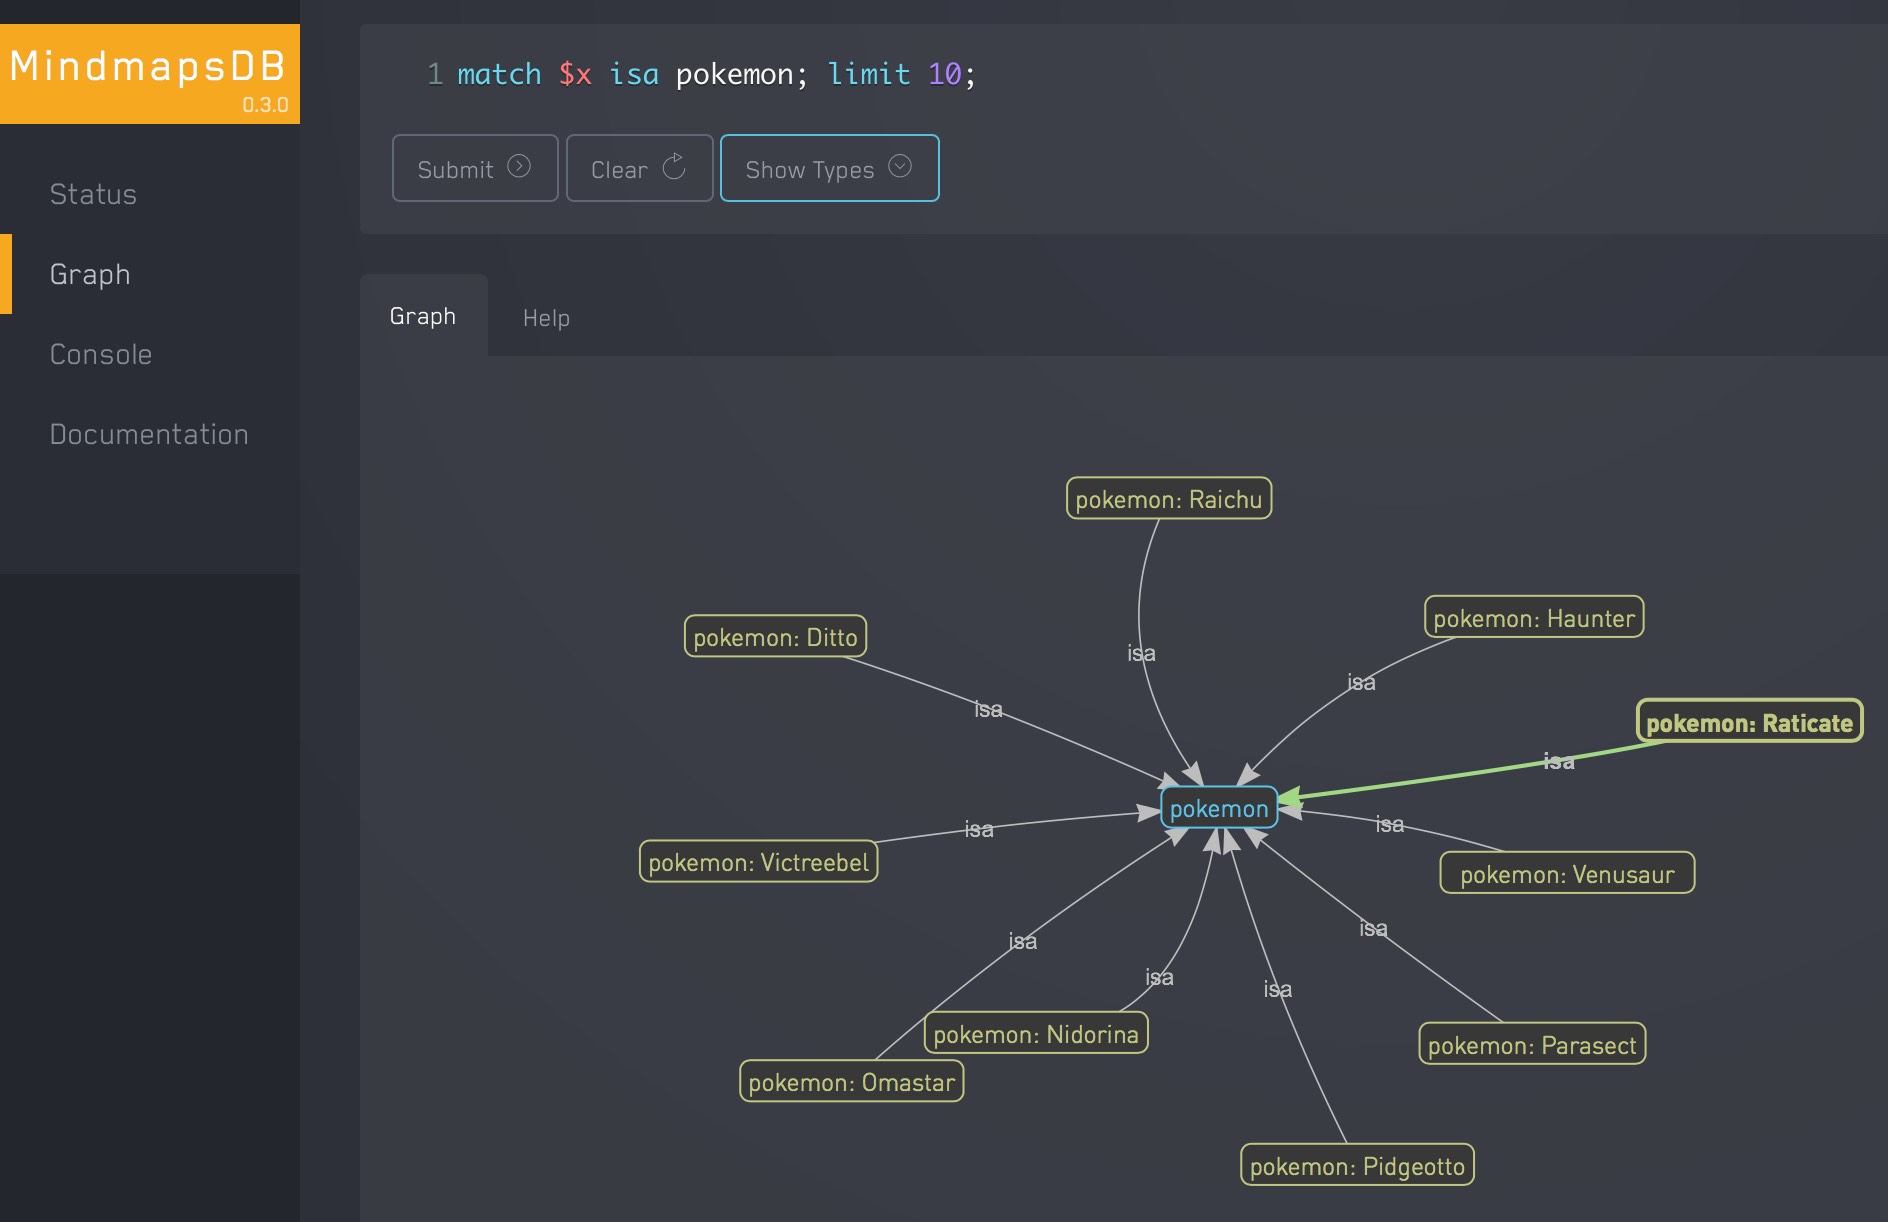 MindmapsDB
0.3.0
Status
Graph
Console
Documentation
1 match $x isa pokemon; limit 10;
Submit
Clear
Show Types
Graph
Help
pokemon: Raichu
pokemon: Haunter
pokemon: Ditto
isa
isa
isa
pokemon: Raticate
isa
pokemon
isa
isa
pokemon: Victreebel
pokemon: Venusaur
isa
isa
isa
isa
pokemon: Nidorina
pokemon: Parasect
pokemon: Omastar
pokemon: Pidgeotto